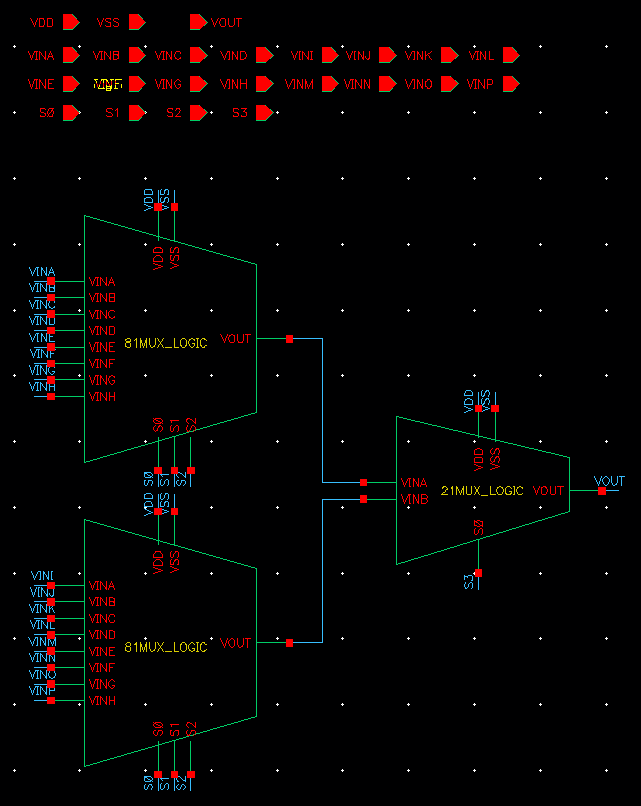 VDD VSS VOUT
VINA VINB VINC VIND VINI VINJ VINK VINL
VINE VINF VING VINH VINM VINN VINO VINP
S0 S1 S2 S3
VDD VSS
VDD VSS
VINA VINA
VINB VINB
VINC VINC
VIND VIND
VINE VINE
VINF VINF
VING VING
VINH VINH
81MUX_LOGIC
VOUT
S0 S1 S2
S0 S1 S2
VDD VSS
VDD VSS
VINA
VINB
21MUX_LOGIC
VOUT
VOUT
S0
S3
VDD VSS
VDD VSS
VINI VINA
VINJ VINB
VINK VINC
VINL VIND
VINM VINE
VINN VINF
VINO VING
VINP VINH
81MUX_LOGIC
VOUT
S0 S1 S2
S0 S1 S2